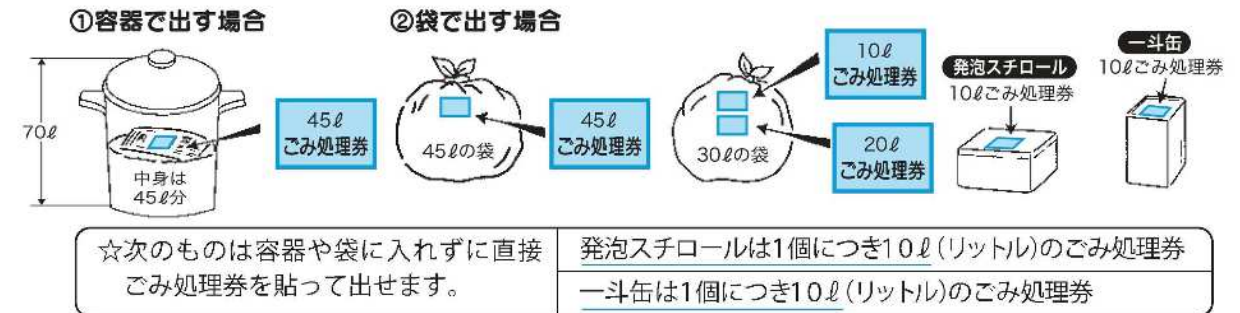 ①容器で出す場合
70ℓ
中身は
45ℓ分
45ℓ
ごみ処理券
②袋で出す場合
45ℓの袋
45ℓ
ごみ処理券
30ℓの袋
10ℓ
ごみ処理券
20ℓ
ごみ処理券
発泡スチロール
10ℓごみ処理券
一斗缶
10ℓごみ処理券
☆次のものは容器や袋に入れずに直接
ごみ処理券を貼って出せます。
発泡スチロールは1個につき10ℓ(リットル)のごみ処理券
一斗缶は1個につき10ℓ(リットル)のごみ処理券